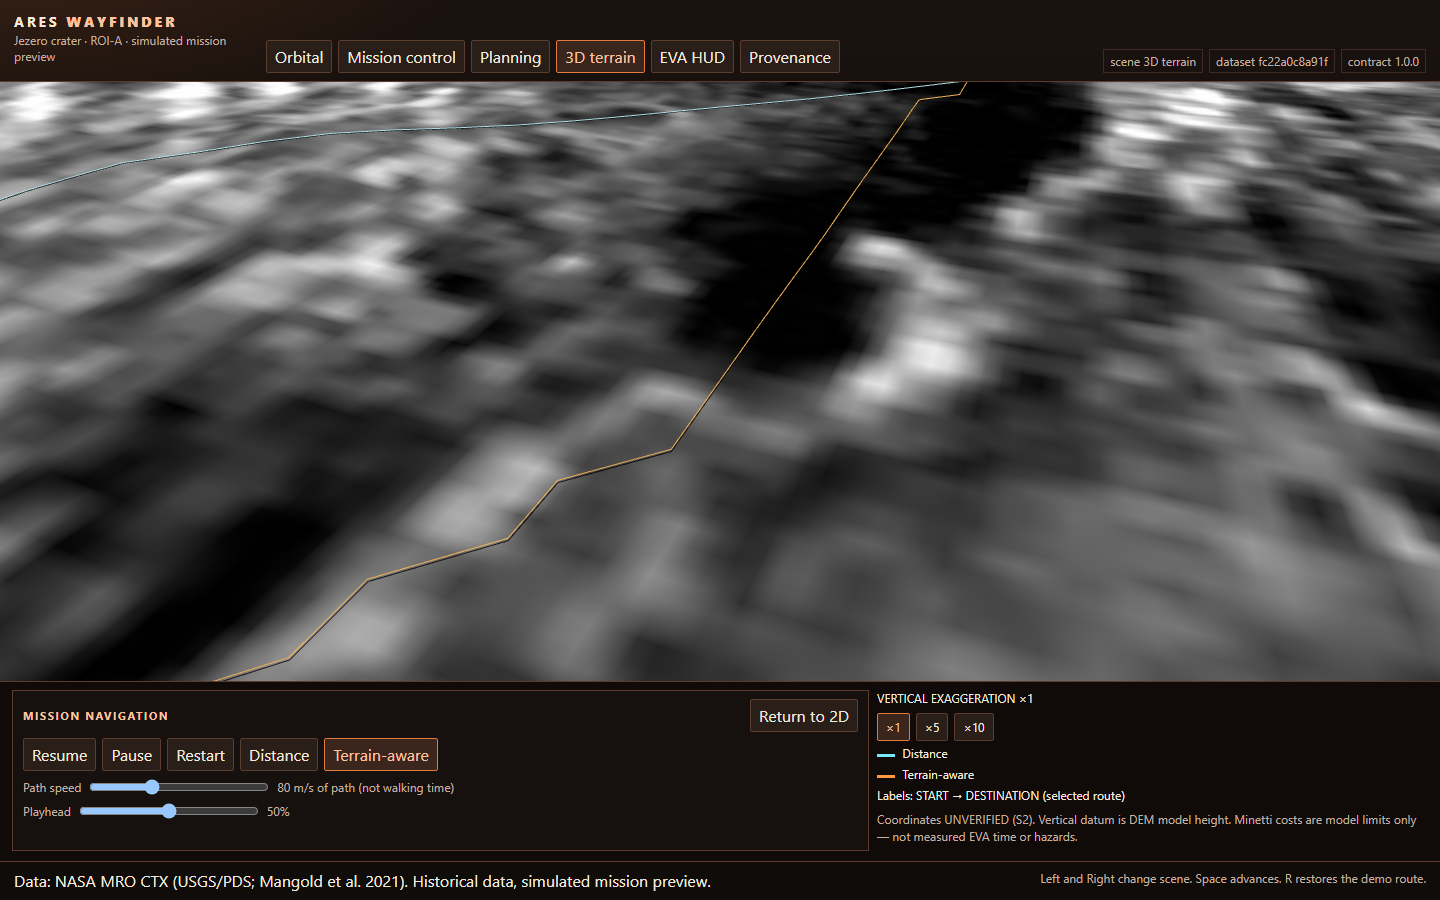 ARES WAYFINDER
Jezero crater · ROI-A · simulated mission
preview
Orbital
Mission control
Planning
3D terrain
EVA HUD
Provenance
scene 3D terrain
dataset fc22a0c8a91f
contract 1.0.0
MISSION NAVIGATION
Return to 2D
Resume
Pause
Restart
Distance
Terrain-aware
Path speed
80 m/s of path (not walking time)
Playhead
50%
VERTICAL EXAGGERATION ×1
×1
×5
×10
Distance
Terrain-aware
Labels: START → DESTINATION (selected route)
Coordinates UNVERIFIED (S2). Vertical datum is DEM model height. Minetti costs are model limits only
— not measured EVA time or hazards.
Data: NASA MRO CTX (USGS/PDS; Mangold et al. 2021). Historical data, simulated mission preview.
Left and Right change scene. Space advances. R restores the demo route.